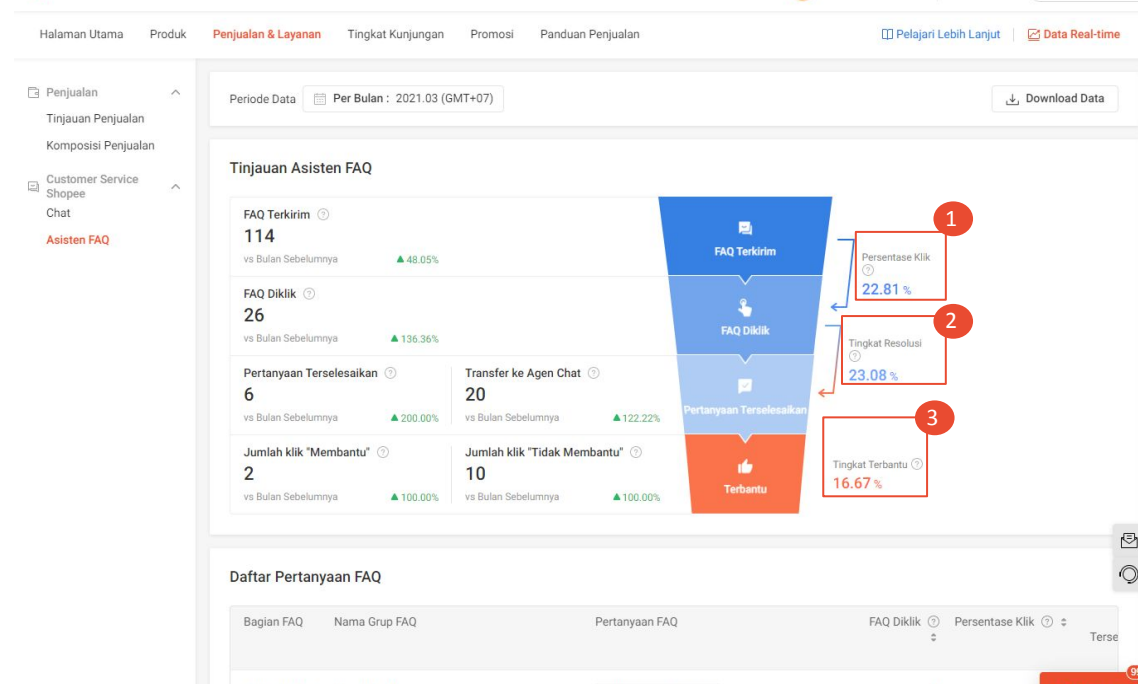 Halaman Utama Produk Penjualan & Layanan Tingkat Kunjungan Promosi Panduan Penjualan Pelajari Lebih Lanjut Data Real-time
Penjualan
Tinjauan Penjualan
Komposisi Penjualan
Customer Service
Shopee
Chat
Asisten FAQ
Periode Data Per Bulan : 2021.03 (GMT+07) Download Data
Tinjauan Asisten FAQ
FAQ Terkirim
114
vs Bulan Sebelumnya ▲ 48.05%
FAQ Diklik
26
vs Bulan Sebelumnya ▲ 136.36%
Pertanyaan Terselesaikan
6
vs Bulan Sebelumnya ▲ 200.00%
Transfer ke Agen Chat
20
vs Bulan Sebelumnya ▲ 122.22%
Jumlah klik "Membantu"
2
vs Bulan Sebelumnya ▲ 100.00%
Jumlah klik "Tidak Membantu"
10
vs Bulan Sebelumnya ▲ 100.00%
FAQ Terkirim
FAQ Diklik
Pertanyaan Terselesaikan
Terbantu
1
Persentase Klik
22.81 %
2
Tingkat Resolusi
23.08 %
3
Tingkat Terbantu
16.67 %
Daftar Pertanyaan FAQ
Bagian FAQ Nama Grup FAQ Pertanyaan FAQ FAQ Diklik Persentase Klik
Terse